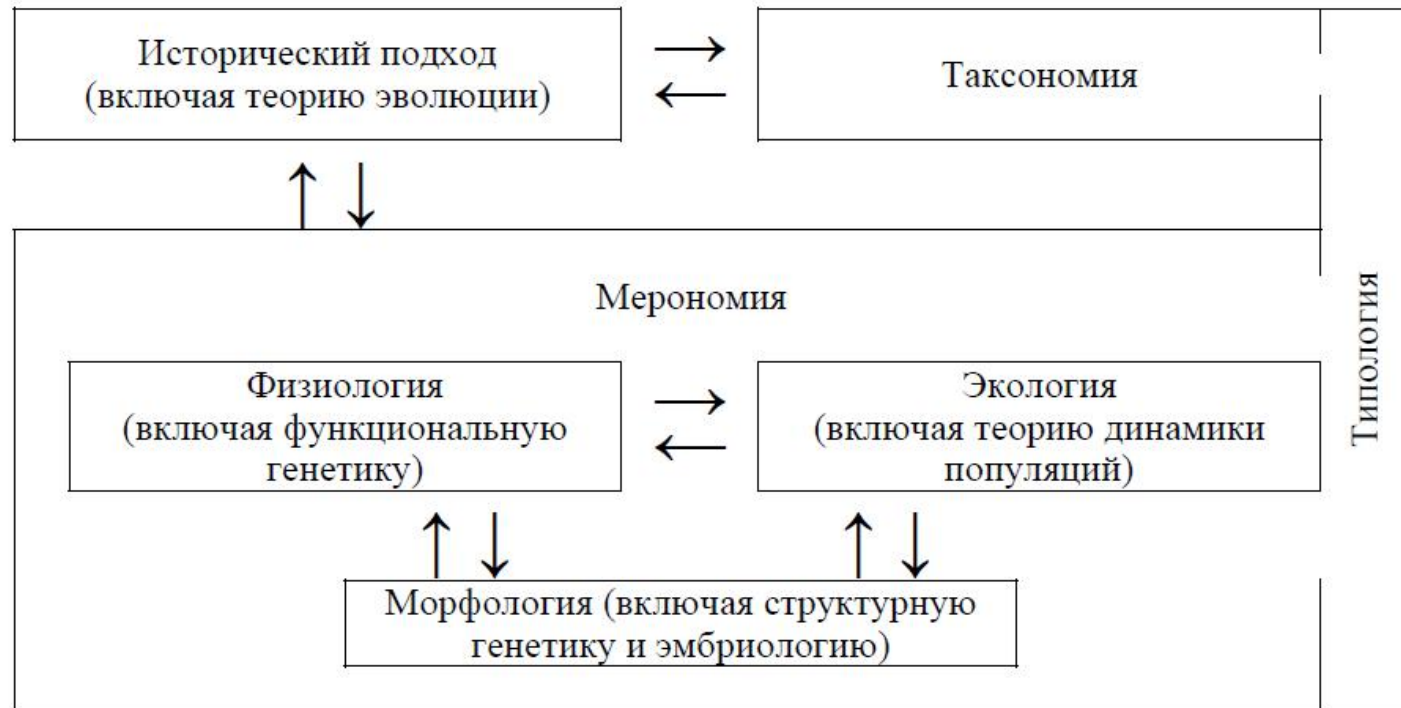 Исторический подход
(включая теорию эволюции)
Таксономия
Мерономия
Физиология
(включая функциональную
генетику)
Экология
(включая теорию динамики
популяций)
Морфология (включая структурную
генетику и эмбриологию)
Типология